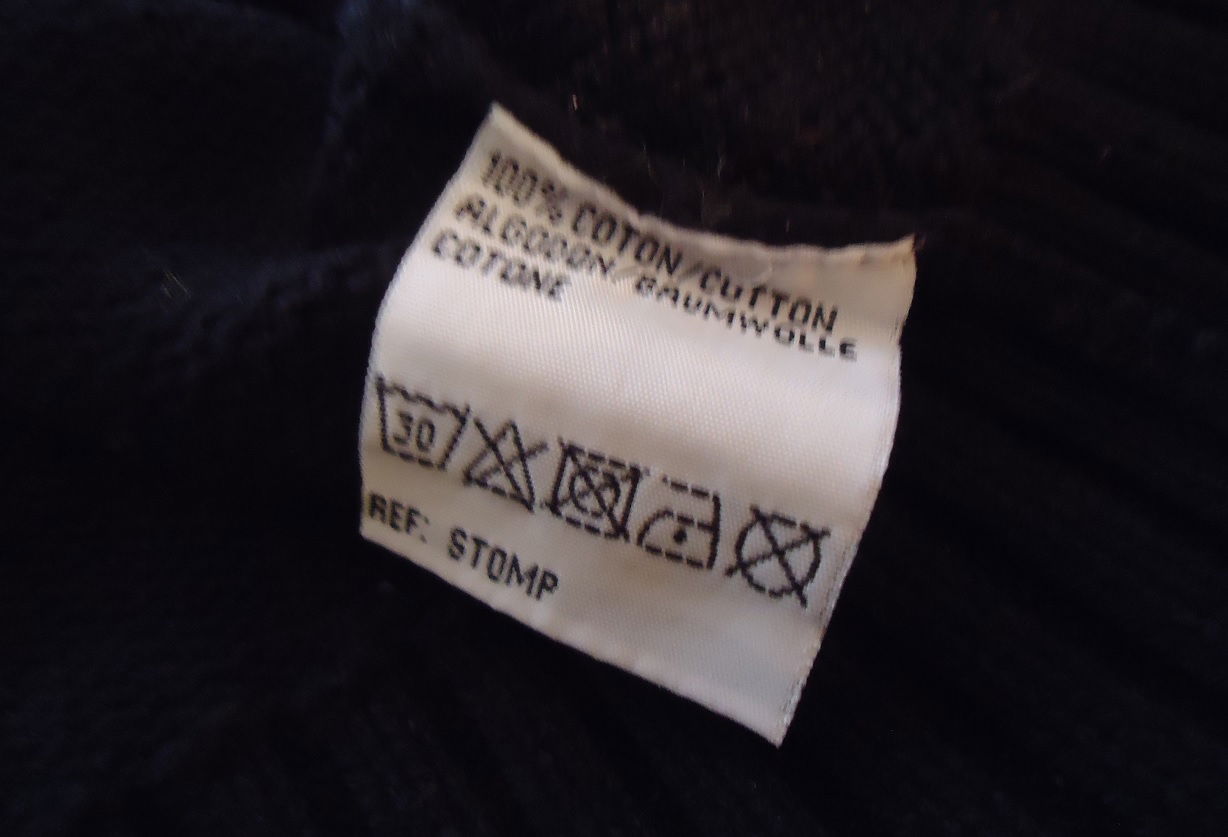 100% COTON/COTTON
ALGODON/BAUMWOLLE
COTONE
30
REF: STOMP